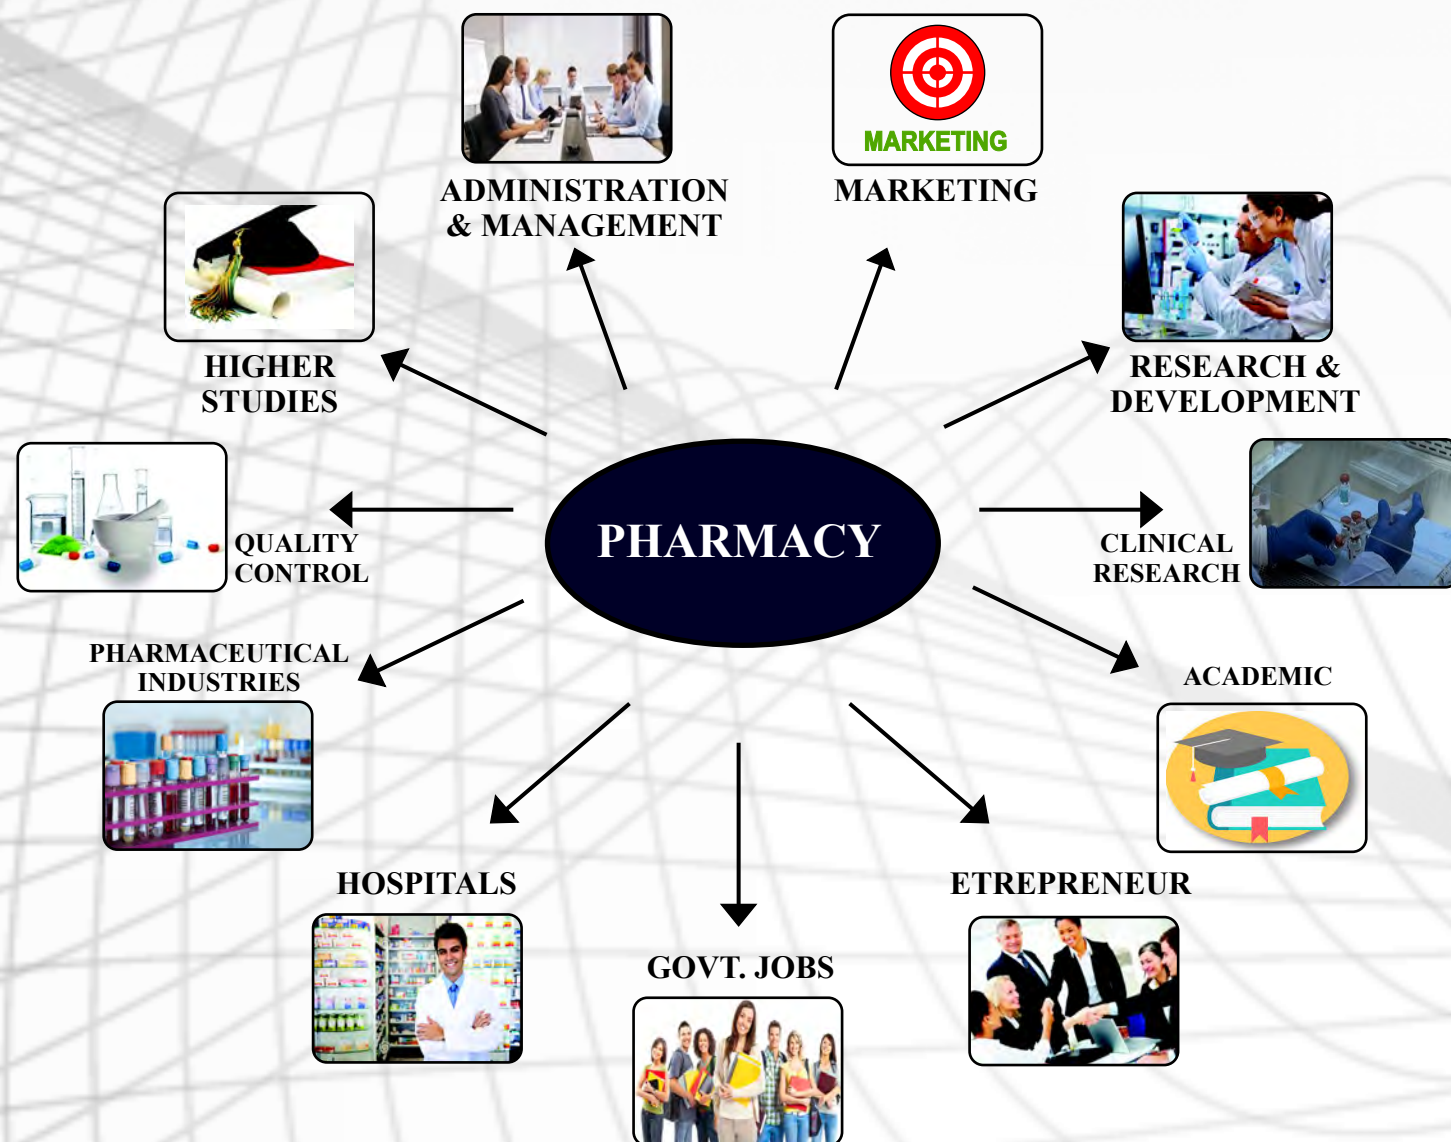 MARKETING
ADMINISTRATION
& MANAGEMENT
MARKETING
HIGHER
STUDIES
RESEARCH &
DEVELOPMENT
QUALITY
CONTROL
PHARMACY
CLINICAL
RESEARCH
PHARMACEUTICAL
INDUSTRIES
ACADEMIC
HOSPITALS
ETREPRENEUR
GOVT. JOBS